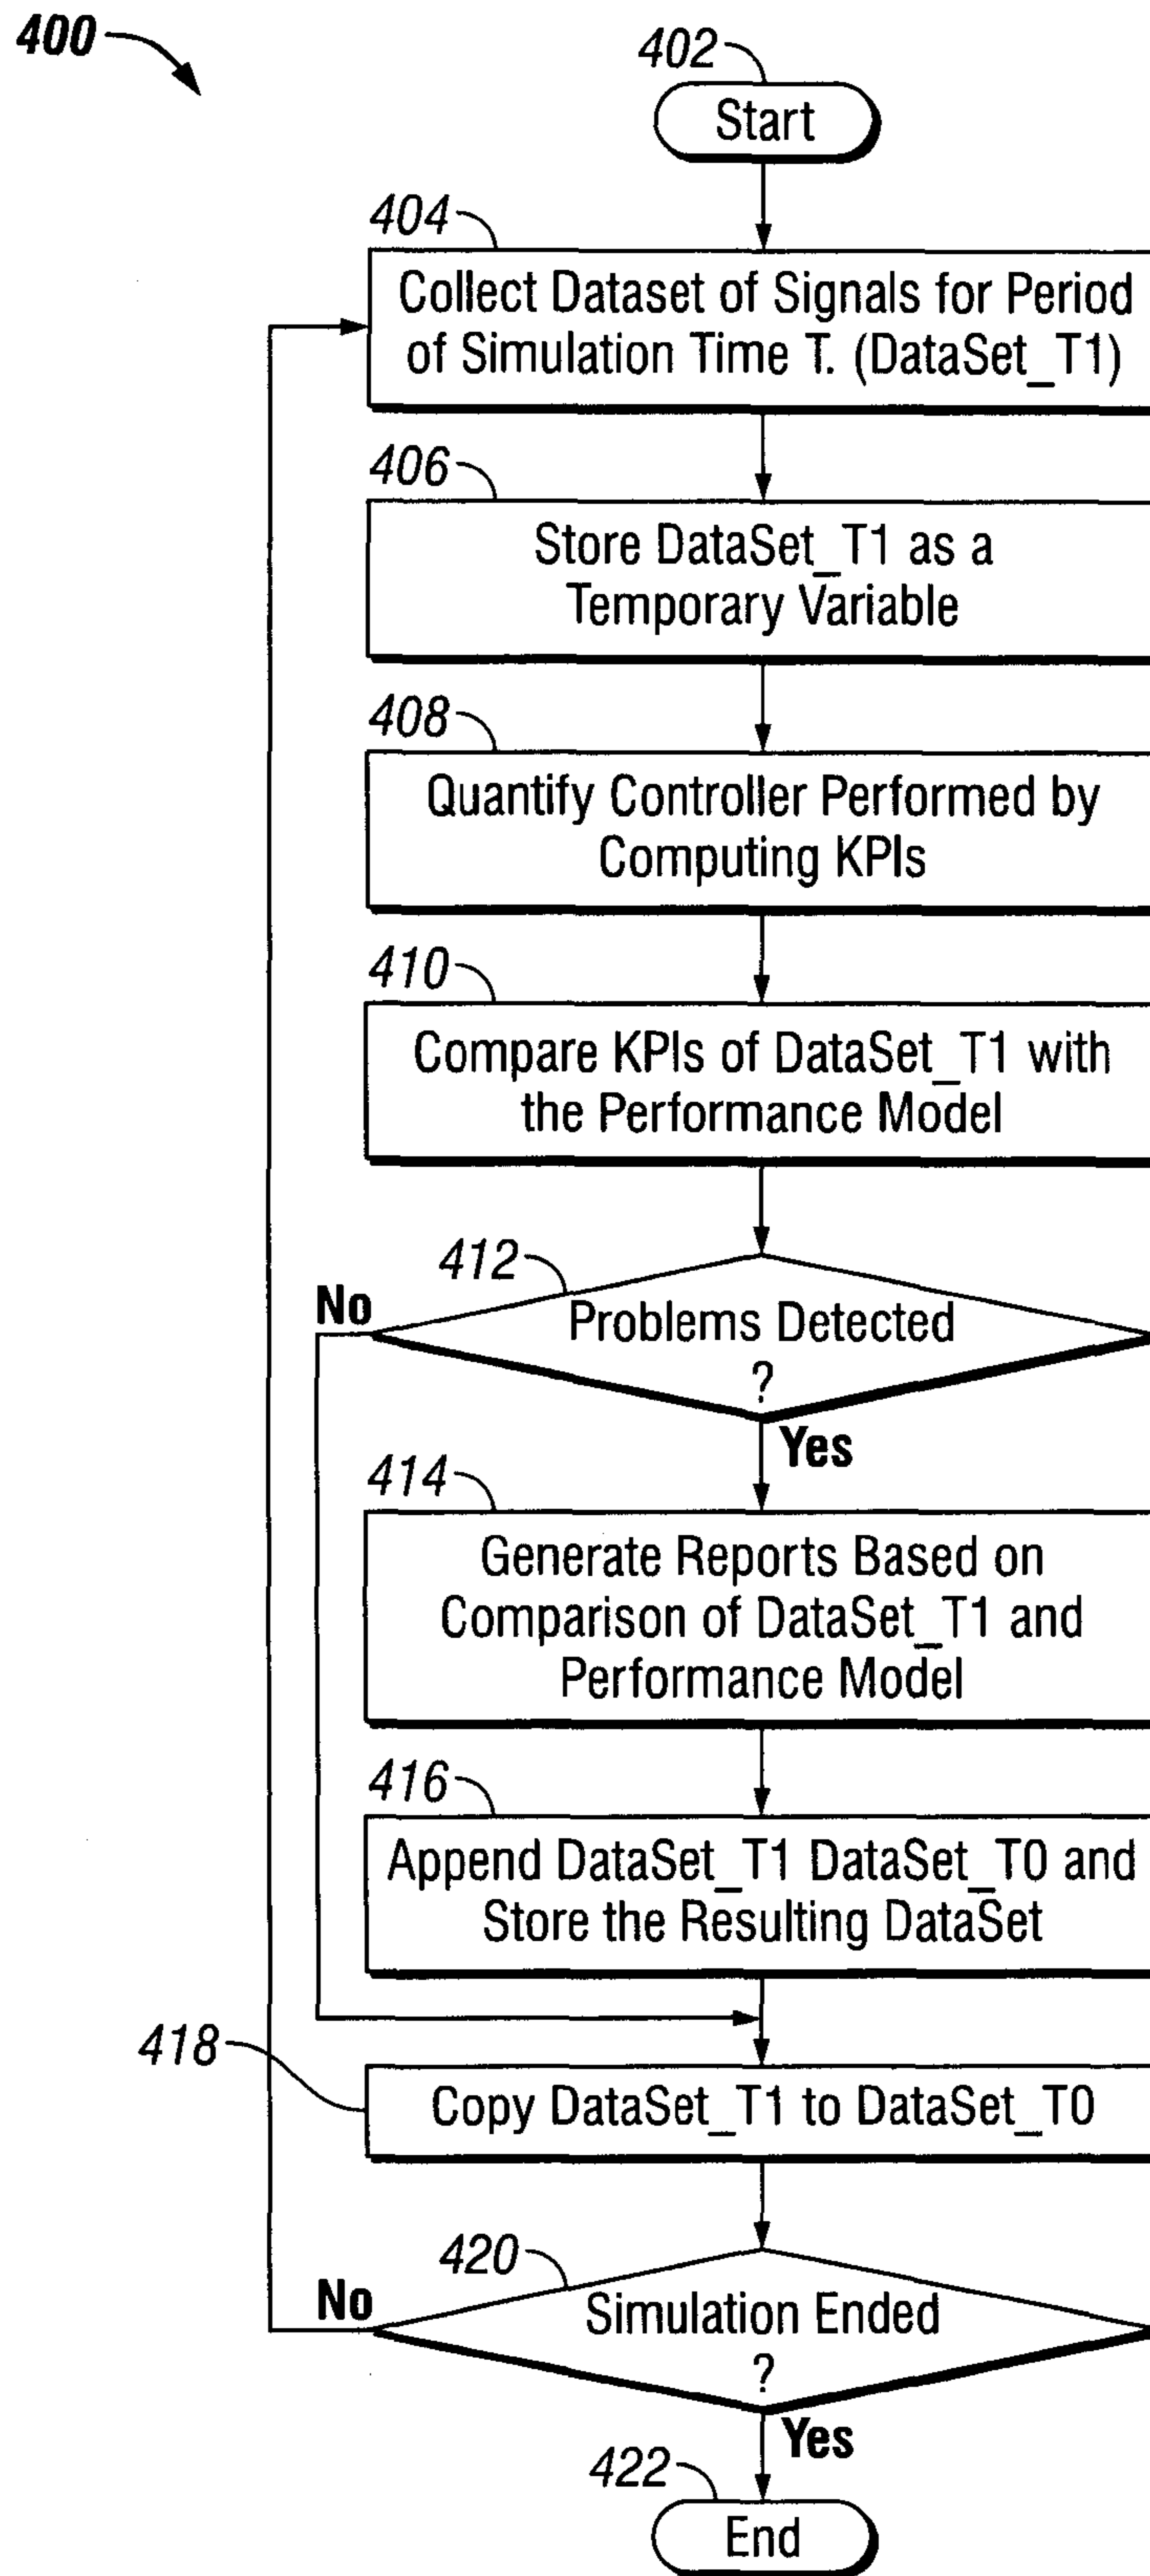 400
402
Start
404
Collect Dataset of Signals for Period
of Simulation Time T. (DataSet_T1)
406
Store DataSet_T1 as a
Temporary Variable
408
Quantify Controller Performed by
Computing KPIs
410
Compare KPIs of DataSet_T1 with
the Performance Model
412
No
Problems Detected
?
Yes
414
Generate Reports Based on
Comparison of DataSet_T1 and
Performance Model
416
Append DataSet_T1 DataSet_T0 and
Store the Resulting DataSet
418
Copy DataSet_T1 to DataSet_T0
420
No
Simulation Ended
?
Yes
422
End